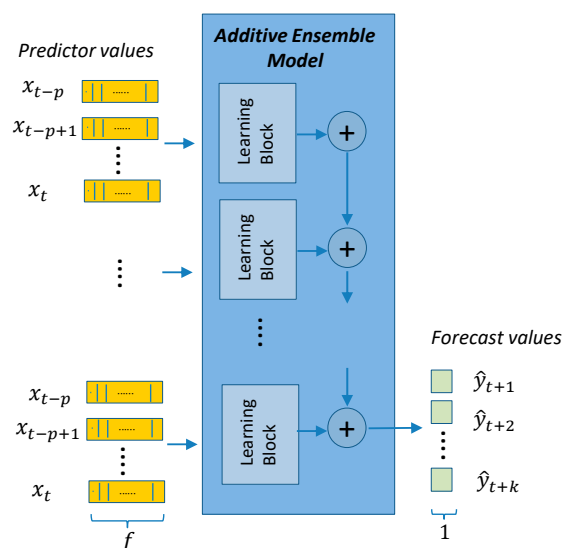 Predictor values
Additive Ensemble
Model
x_{t-p}
......
x_{t-p+1}
......
x_t
......
Learning
Block
+
Learning
Block
+
Forecast values
x_{t-p}
......
x_{t-p+1}
......
x_t
......
Learning
Block
+
ŷ_{t+1}
ŷ_{t+2}
ŷ_{t+k}
f
1